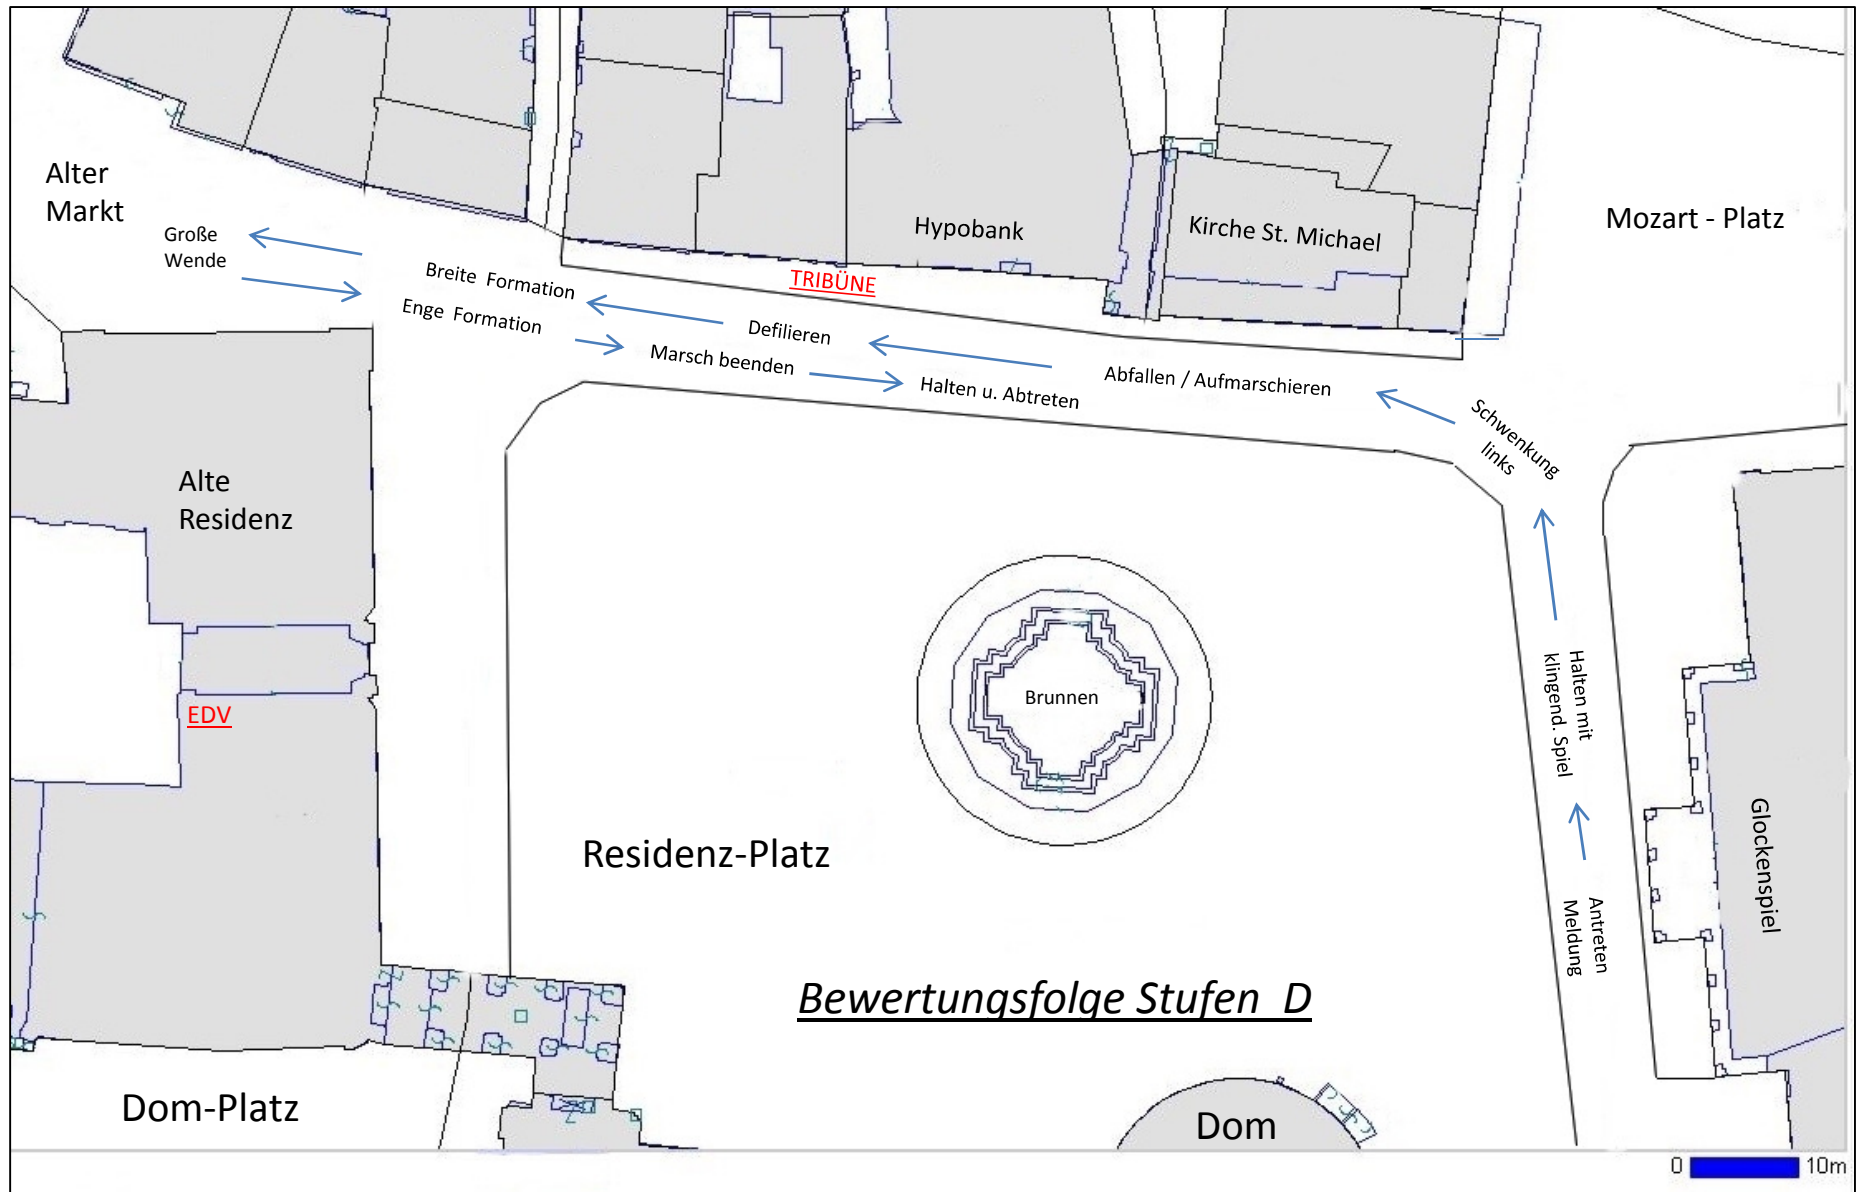 Alter
Markt
Große
Wende
Breite Formation
Enge Formation
TRIBÜNE
Hypobank
Kirche St. Michael
Mozart - Platz
Defilieren
Marsch beenden
Halten u. Abtreten
Abfallen / Aufmarschieren
Schwenkung
links
Alte
Residenz
EDV
Brunnen
Halten mit
klingend. Spiel
Residenz-Platz
Glockenspiel
Antreten
Meldung
Bewertungsfolge Stufen D
Dom-Platz
Dom
0 10m